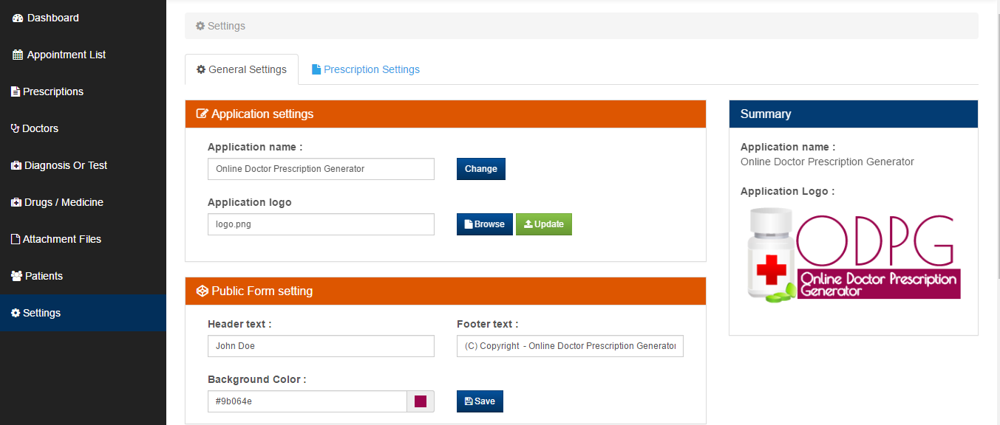 Dashboard
Appointment List
Prescriptions
Doctors
Diagnosis Or Test
Drugs / Medicine
Attachment Files
Patients
Settings
Settings
General Settings
Prescription Settings
Application settings
Application name :
Online Doctor Prescription Generator
Change
Application logo
logo.png
Browse
Update
Public Form setting
Header text :
Footer text :
John Doe
(C) Copyright - Online Doctor Prescription Generator
Background Color :
#9b064e
Save
Summary
Application name :
Online Doctor Prescription Generator
Application Logo :
ODPG
Online Doctor Prescription
Generator